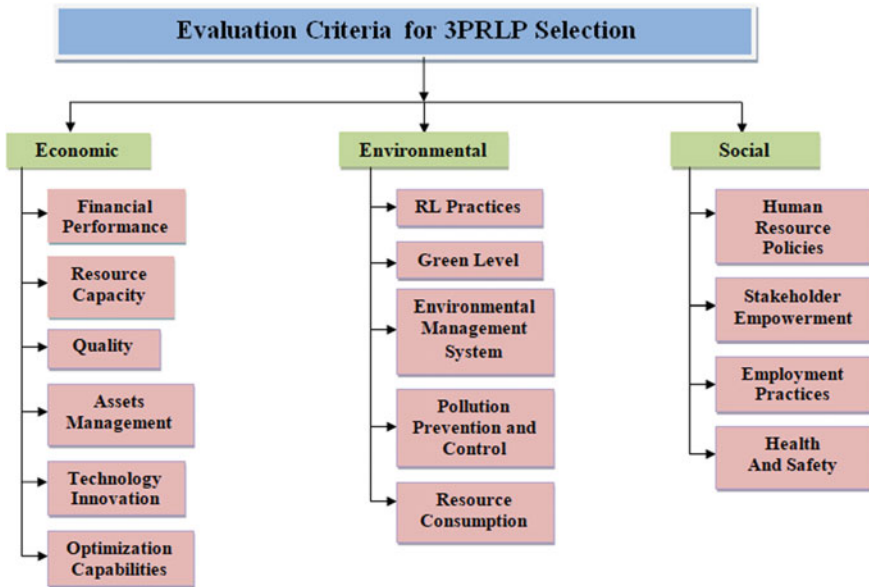 Evaluation Criteria for 3PRLP Selection
Economic
Financial
Performance
Resource
Capacity
Quality
Assets
Management
Technology
Innovation
Optimization
Capabilities
Environmental
RL Practices
Green Level
Environmental
Management
System
Pollution
Prevention and
Control
Resource
Consumption
Social
Human
Resource
Policies
Stakeholder
Empowerment
Employment
Practices
Health
And Safety